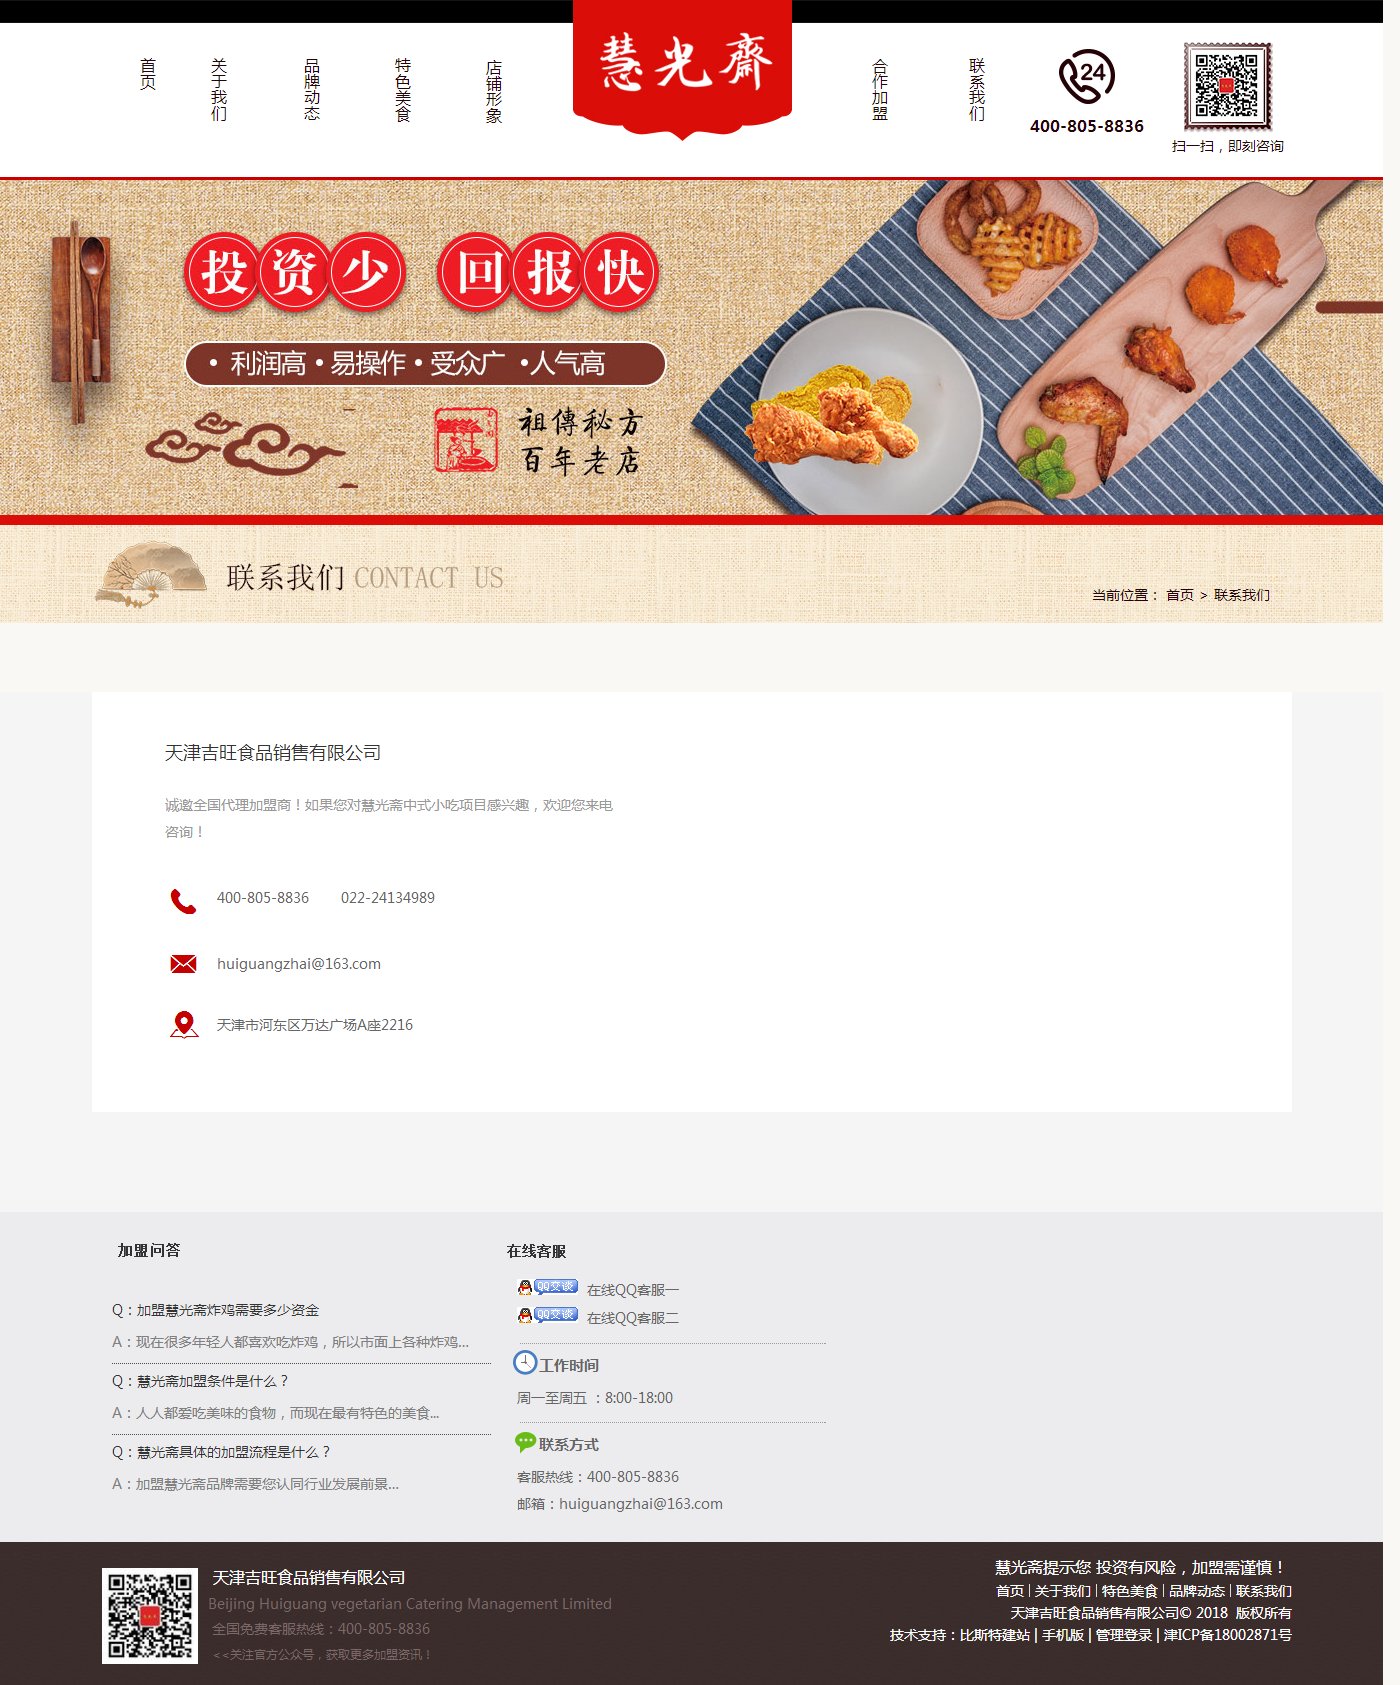 首页
关于我们
品牌动态
特色美食
店铺形象
慧光齋
合作加盟
联系我们
24
400-805-8836
扫一扫，即刻咨询
投资少 回报快
• 利润高 • 易操作 • 受众广 • 人气高
祖傳秘方
百年老店
联系我们 CONTACT US
当前位置： 首页 > 联系我们
天津吉旺食品销售有限公司
诚邀全国代理加盟商！如果您对慧光斋中式小吃项目感兴趣，欢迎您来电
咨询！
400-805-8836 022-24134989
huiguangzhai@163.com
天津市河东区万达广场A座2216
加盟问答
Q：加盟慧光斋炸鸡需要多少资金
A：现在很多年轻人都喜欢吃炸鸡，所以市面上各种炸鸡...
Q：慧光斋加盟条件是什么？
A：人人都爱吃美味的食物，而现在最有特色的美食...
Q：慧光斋具体的加盟流程是什么？
A：加盟慧光斋品牌需要您认同行业发展前景...
在线客服
QQ交谈 在线QQ客服一
QQ交谈 在线QQ客服二
工作时间
周一至周五 ：8:00-18:00
联系方式
客服热线：400-805-8836
邮箱：huiguangzhai@163.com
天津吉旺食品销售有限公司
Beijing Huiguang vegetarian Catering Management Limited
全国免费客服热线：400-805-8836
<<关注官方公众号，获取更多加盟资讯！
慧光斋提示您 投资有风险，加盟需谨慎！
首页 | 关于我们 | 特色美食 | 品牌动态 | 联系我们
天津吉旺食品销售有限公司© 2018 版权所有
技术支持：比斯特建站 | 手机版 | 管理登录 | 津ICP备18002871号